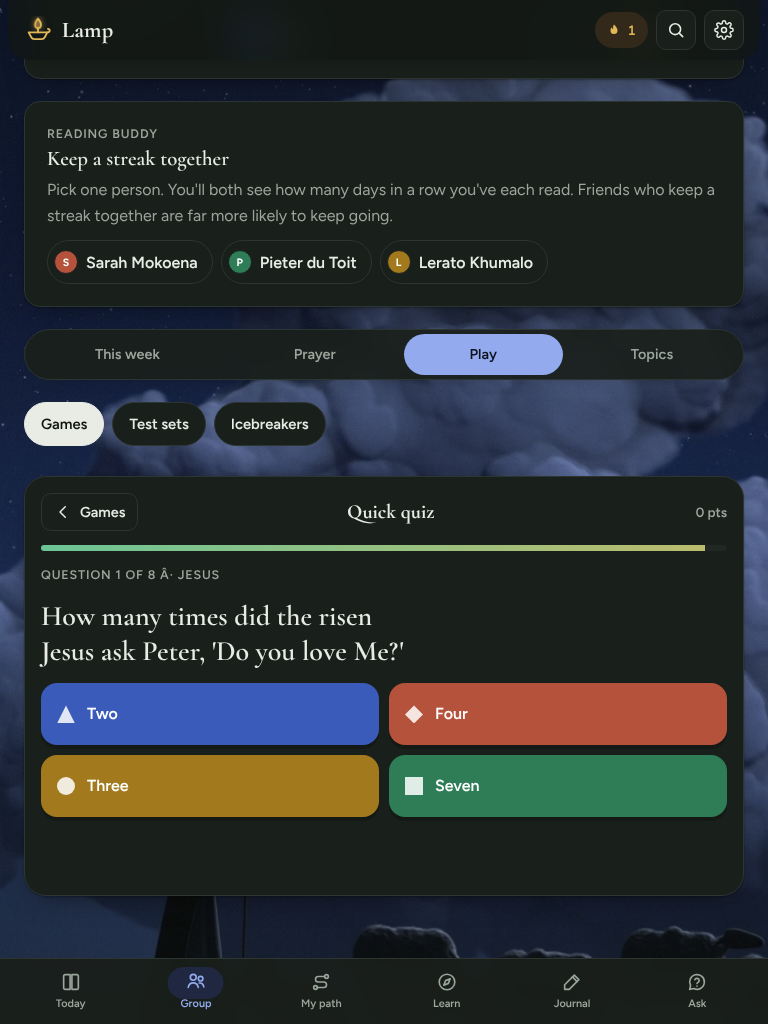 Lamp
1
READING BUDDY
Keep a streak together
Pick one person. You'll both see how many days in a row you've each read. Friends who keep a
streak together are far more likely to keep going.
S Sarah Mokoena
P Pieter du Toit
L Lerato Khumalo
This week
Prayer
Play
Topics
Games
Test sets
Icebreakers
Games
Quick quiz
0 pts
QUESTION 1 OF 8 Â· JESUS
How many times did the risen
Jesus ask Peter, 'Do you love Me?'
Two
Four
Three
Seven
Today
Group
My path
Learn
Journal
Ask